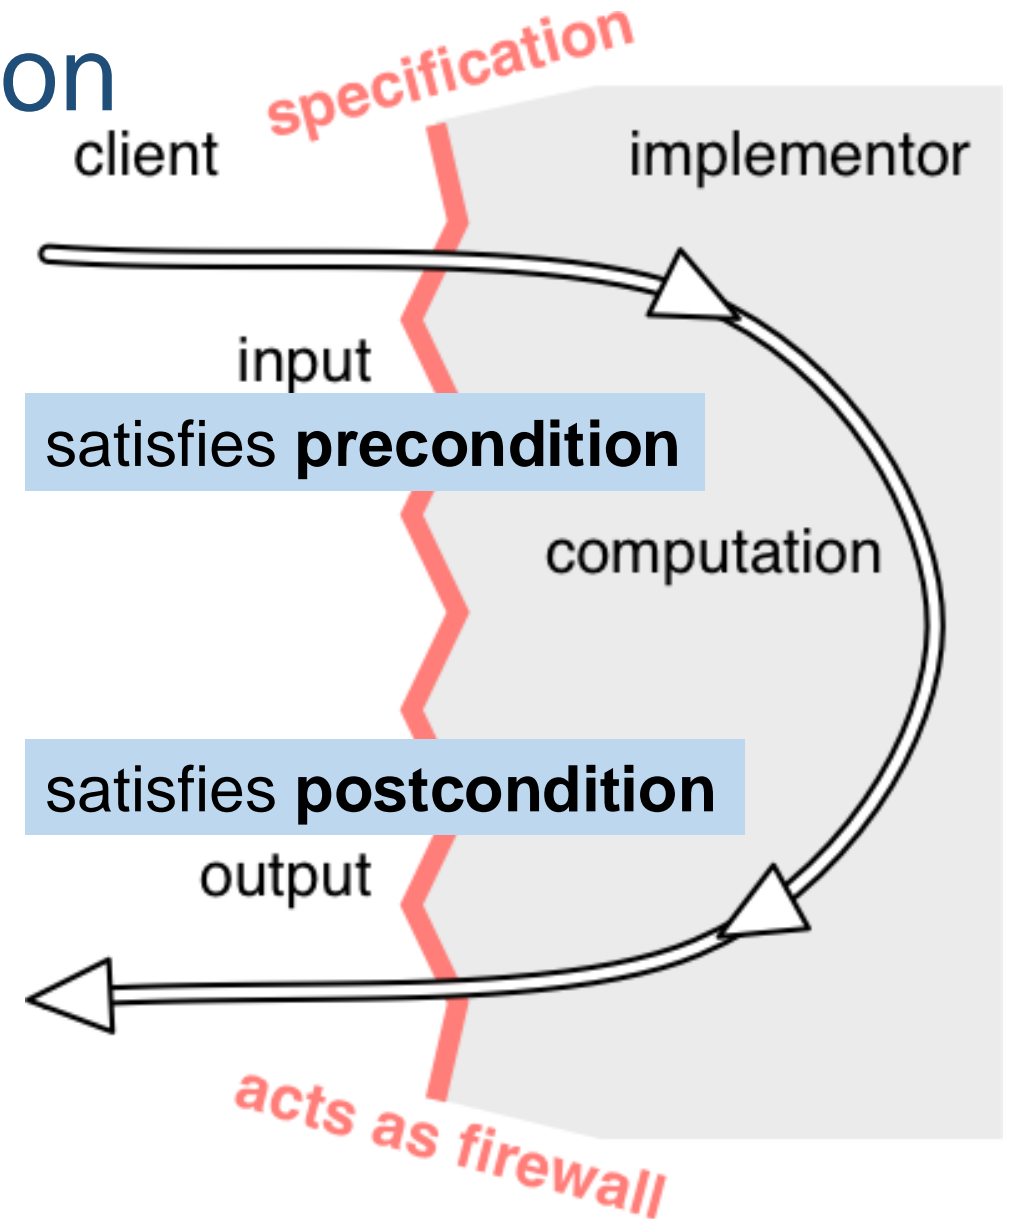 on
specification
client
implementor
input
satisfies precondition
computation
satisfies postcondition
output
acts as firewall